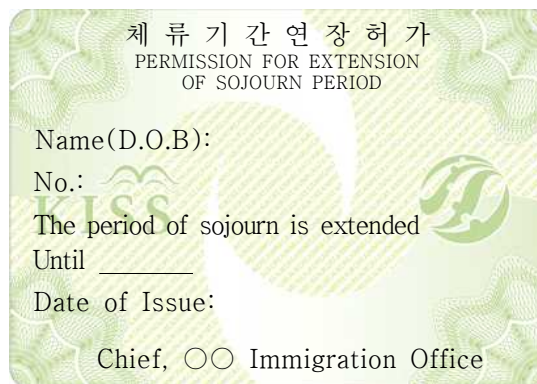 체 류 기 간 연 장 허 가
PERMISSION FOR EXTENSION
OF SOJOURN PERIOD
Name(D.O.B):
No.:
KISS
The period of sojourn is extended
Until ______
Date of Issue:
Chief, ○○ Immigration Office